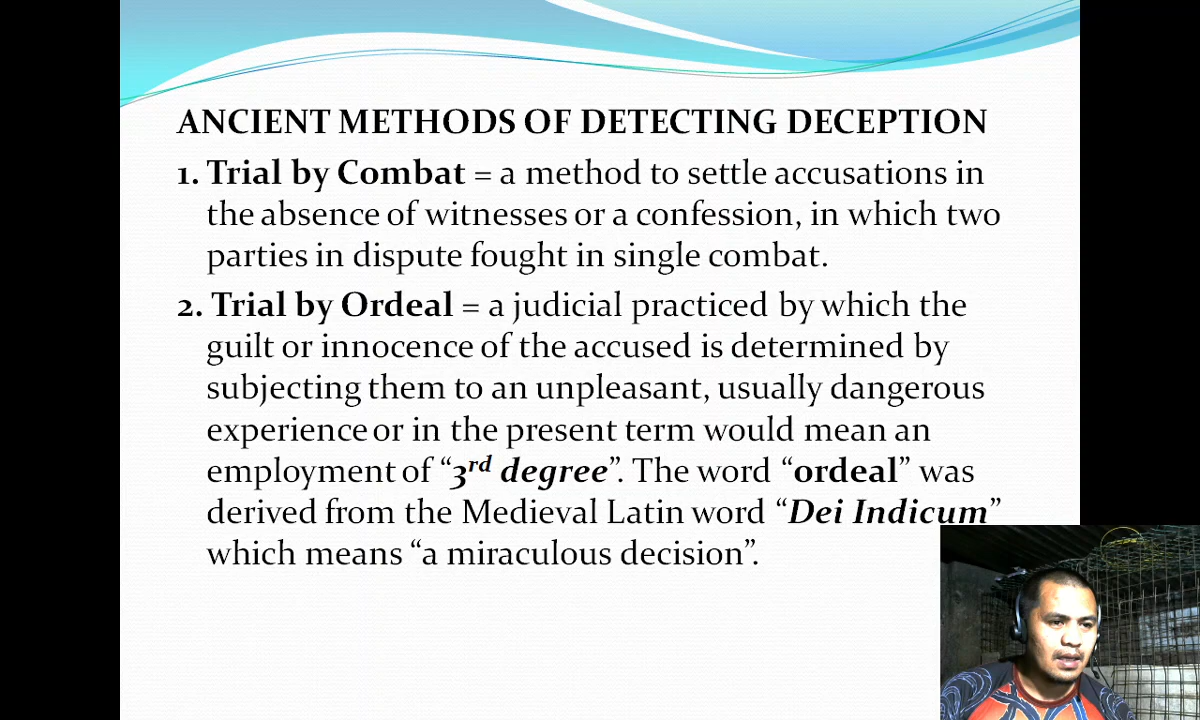 ANCIENT METHODS OF DETECTING DECEPTION
1. Trial by Combat = a method to settle accusations in
the absence of witnesses or a confession, in which two
parties in dispute fought in single combat.
2. Trial by Ordeal = a judicial practiced by which the
guilt or innocence of the accused is determined by
subjecting them to an unpleasant, usually dangerous
experience or in the present term would mean an
employment of “3rd degree”. The word “ordeal” was
derived from the Medieval Latin word “Dei Indicum”
which means “a miraculous decision”.